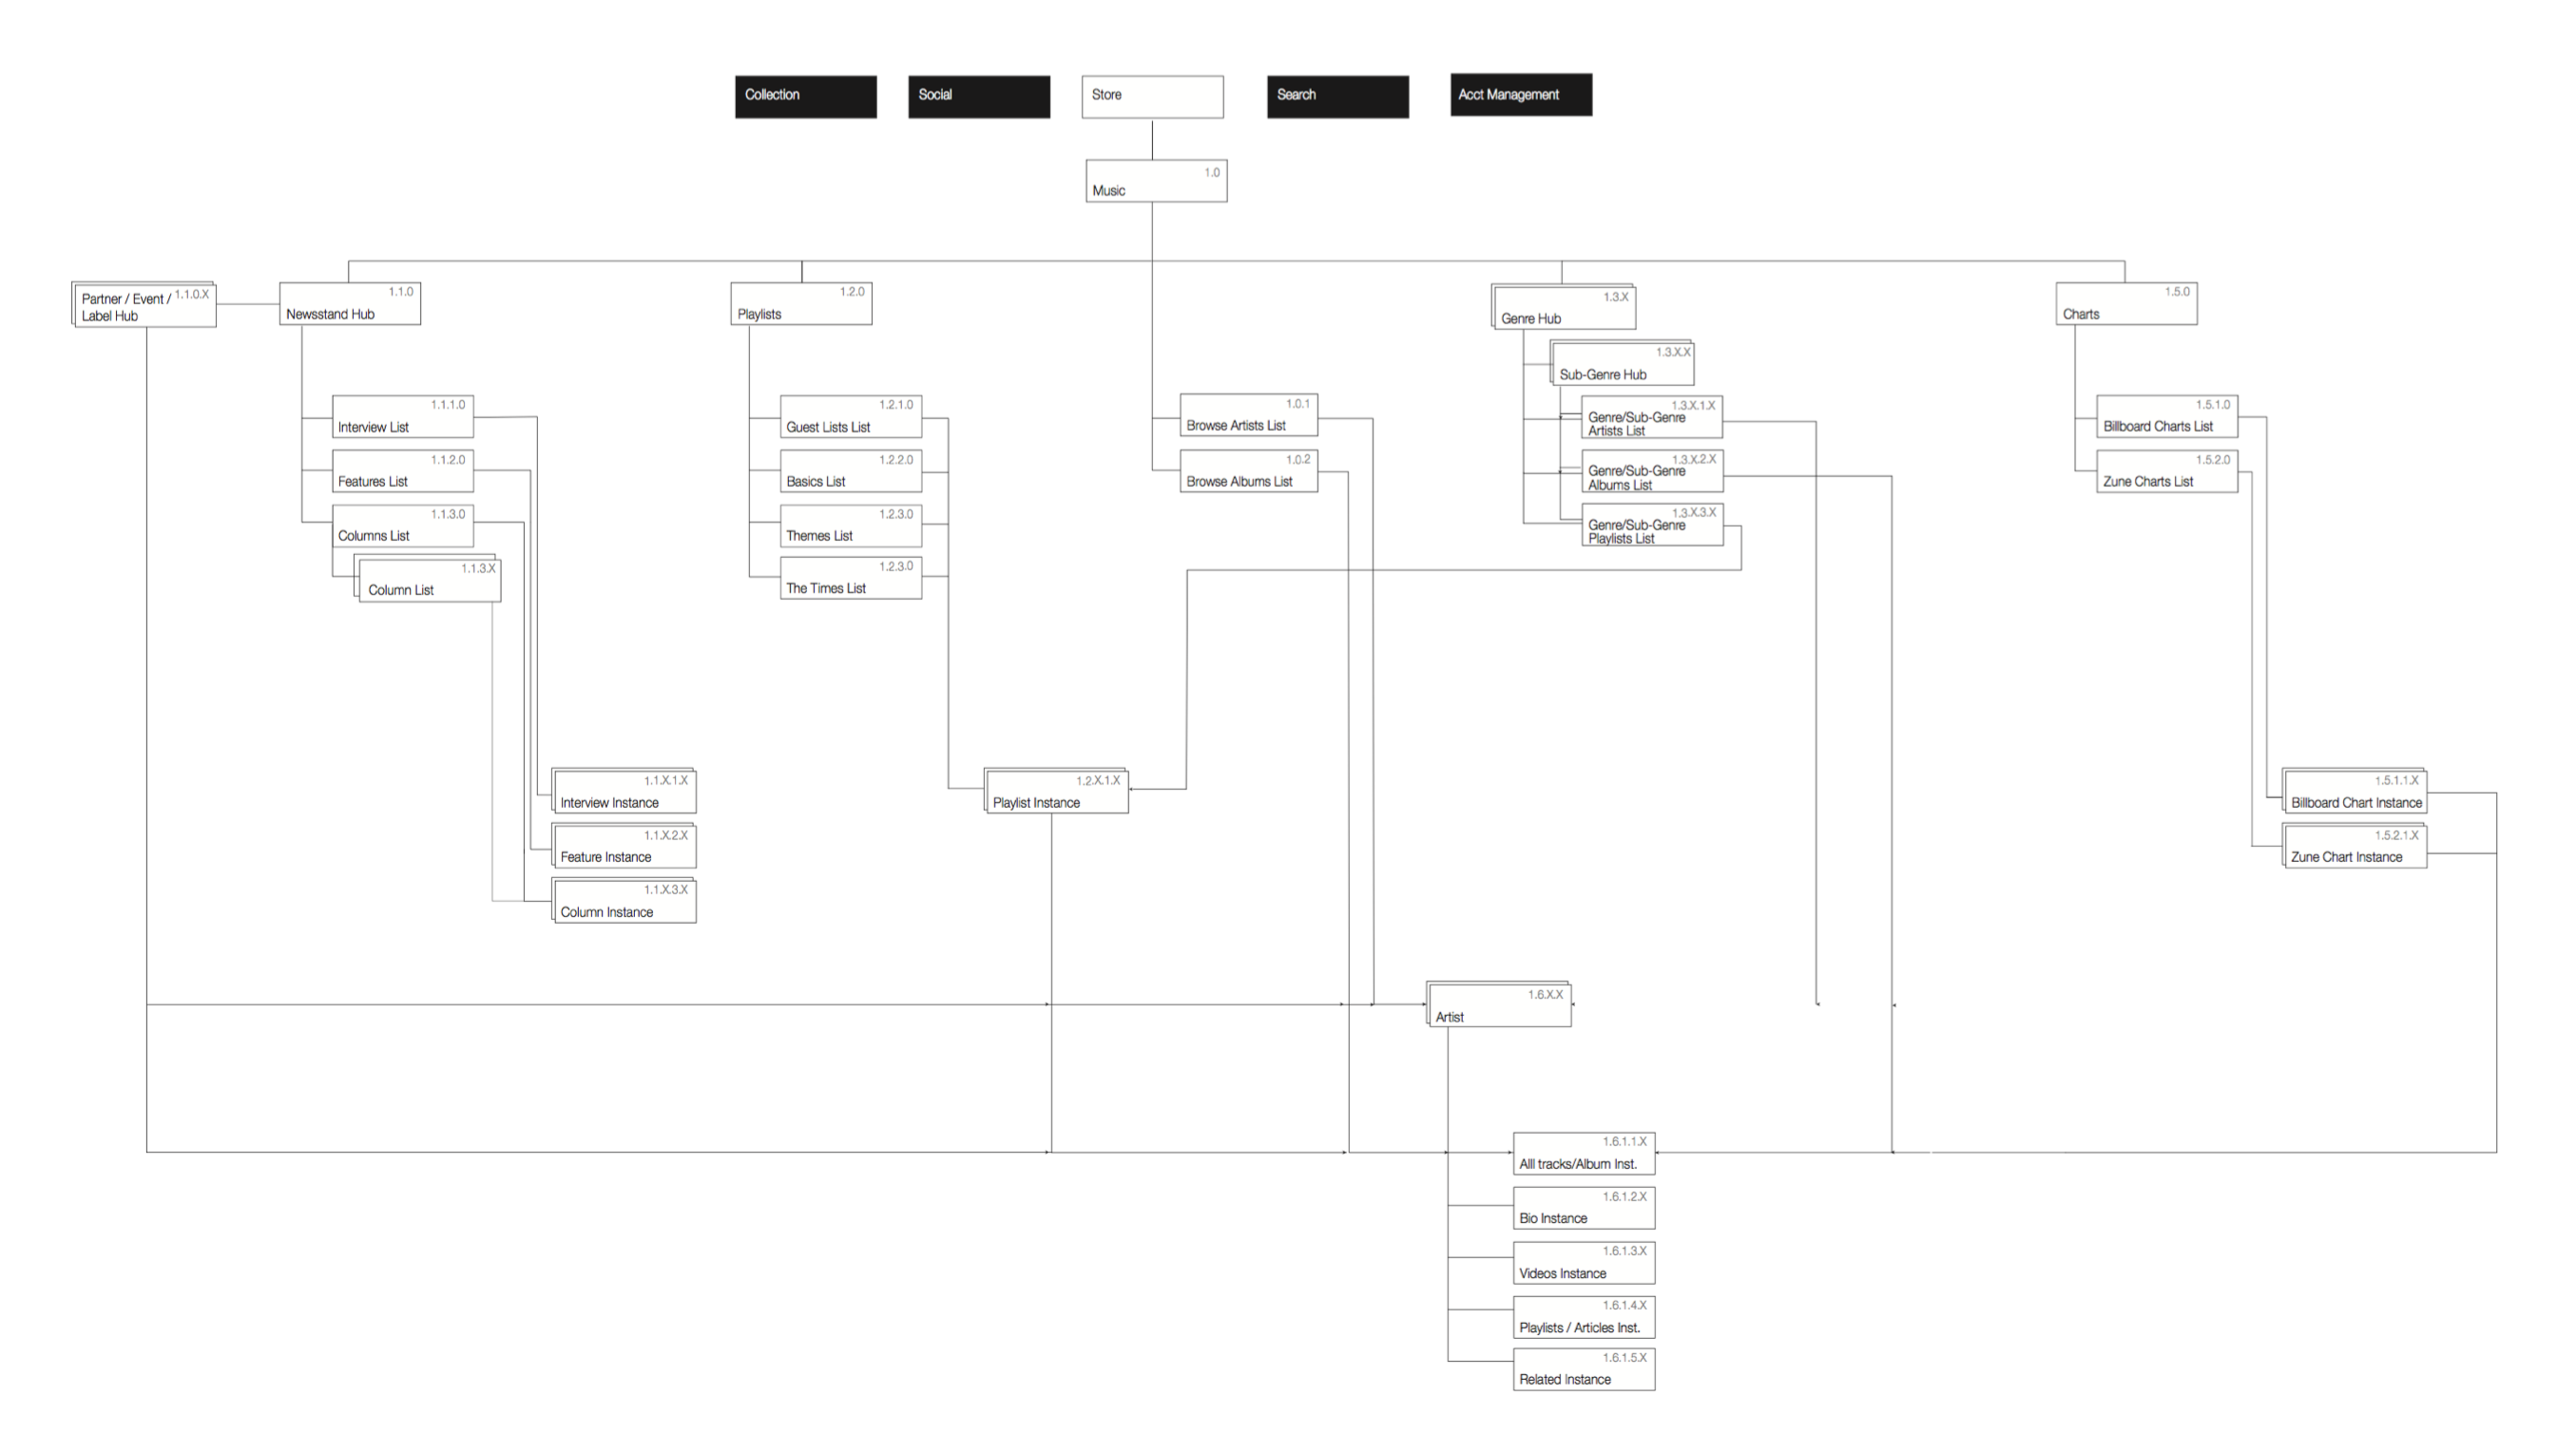 Collection
Social
Store
Search
Acct Management
1.0
Music
Partner / Event / 1.1.0.X
Label Hub
1.1.0
Newsstand Hub
1.2.0
Playlists
1.3.X
Genre Hub
1.5.0
Charts
1.3.X.X
Sub-Genre Hub
1.1.1.0
Interview List
1.2.1.0
Guest Lists List
1.0.1
Browse Artists List
1.3.X.1.X
Genre/Sub-Genre
Artists List
1.5.1.0
Billboard Charts List
1.1.2.0
Features List
1.2.2.0
Basics List
1.0.2
Browse Albums List
1.3.X.2.X
Genre/Sub-Genre
Albums List
1.5.2.0
Zune Charts List
1.1.3.0
Columns List
1.2.3.0
Themes List
1.3.X.3.X
Genre/Sub-Genre
Playlists List
1.1.3.X
Column List
1.2.3.0
The Times List
1.1.X.1.X
Interview Instance
1.2.X.1.X
Playlist Instance
1.5.1.1.X
Billboard Chart Instance
1.1.X.2.X
Feature Instance
1.5.2.1.X
Zune Chart Instance
1.1.X.3.X
Column Instance
1.6.X.X
Artist
1.6.1.1.X
Alll tracks/Album Inst.
1.6.1.2.X
Bio Instance
1.6.1.3.X
Videos Instance
1.6.1.4.X
Playlists / Articles Inst.
1.6.1.5.X
Related Instance